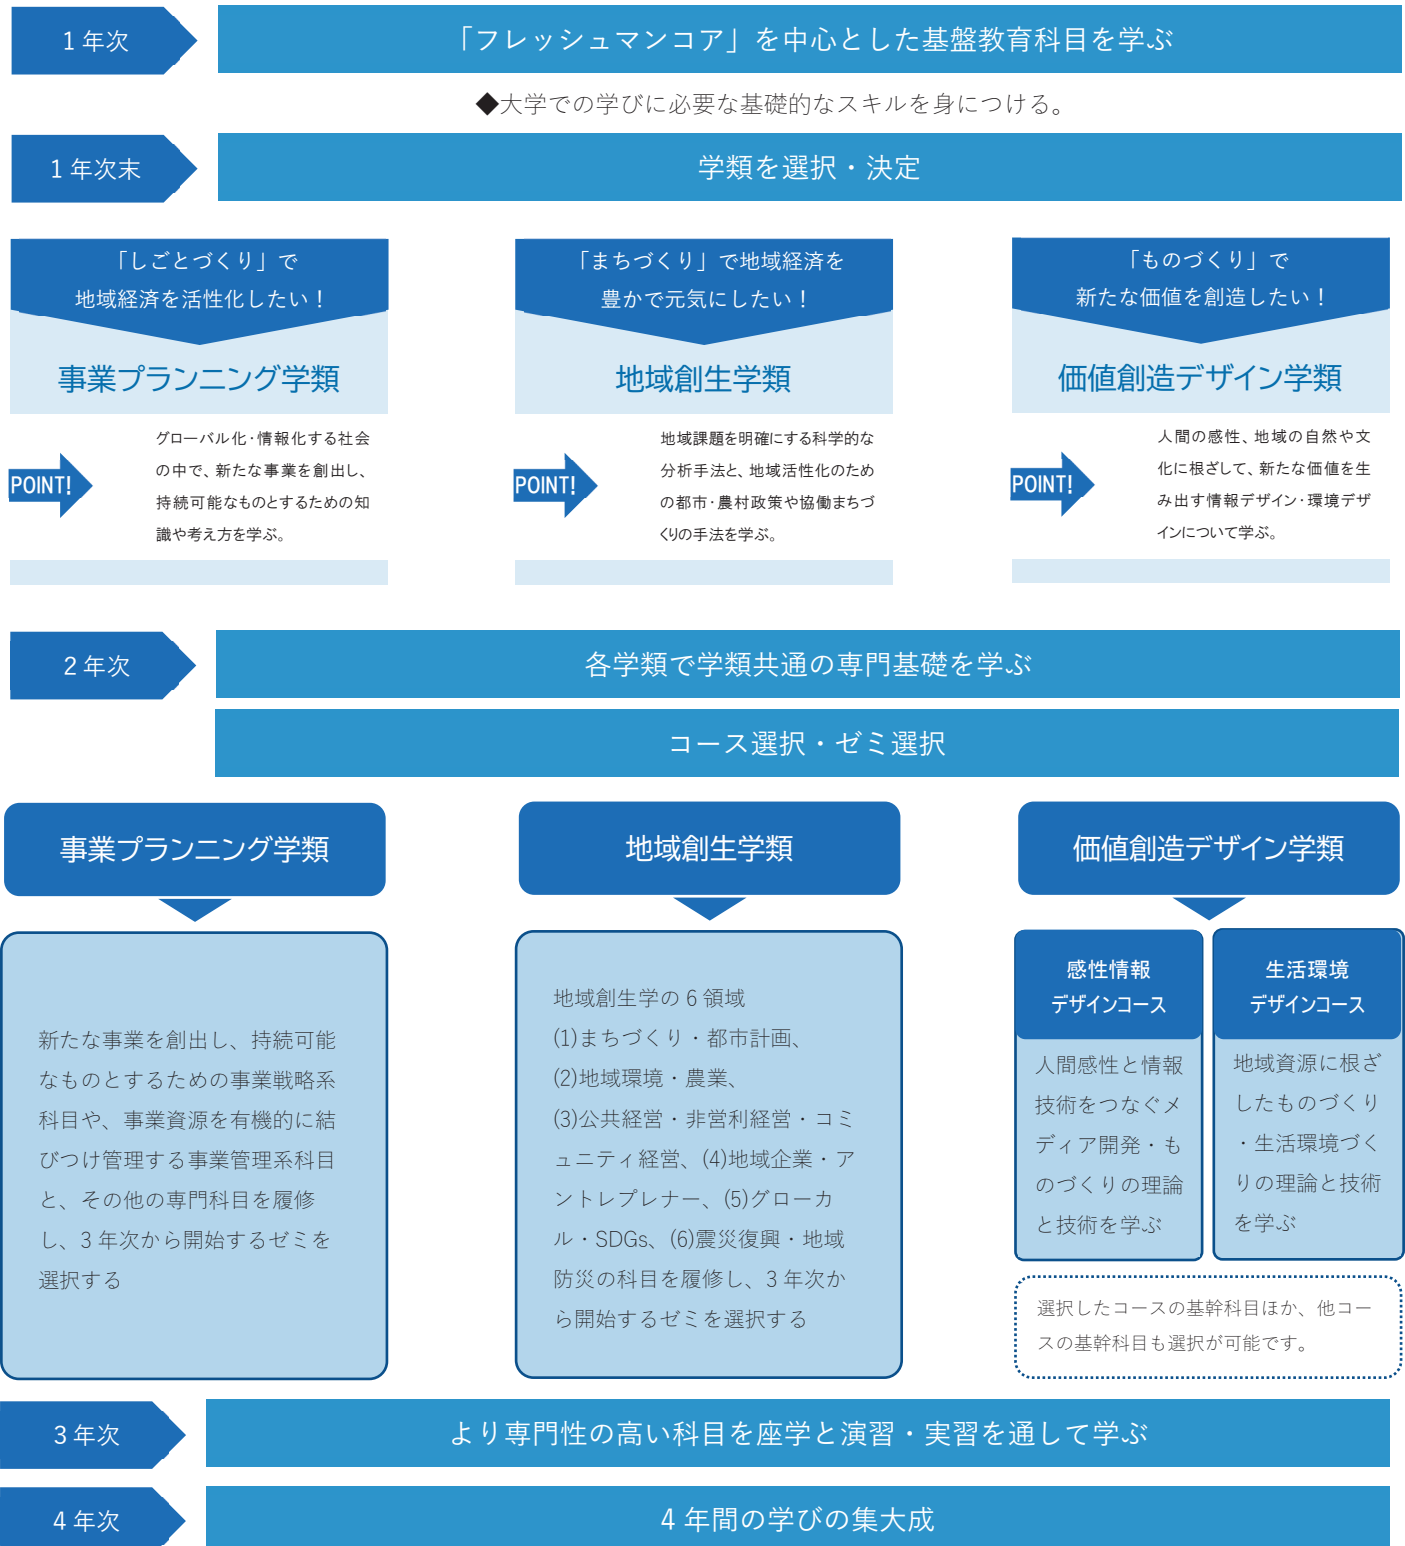 1年次
「フレッシュマンコア」を中心とした基盤教育科目を学ぶ
◆大学での学びに必要な基礎的なスキルを身につける。
1年次末
学類を選択・決定
「しごとづくり」で
地域経済を活性化したい！
事業プランニング学類
POINT!
グローバル化・情報化する社会
の中で、新たな事業を創出し、
持続可能なものとするための知
識や考え方を学ぶ。
「まちづくり」で地域経済を
豊かで元気にしたい！
地域創生学類
POINT!
地域課題を明確にする科学的な
分析手法と、地域活性化のため
の都市・農村政策や協働まちづ
くりの手法を学ぶ。
「ものづくり」で
新たな価値を創造したい！
価値創造デザイン学類
POINT!
人間の感性、地域の自然や文
化に根ざして、新たな価値を生
み出す情報デザイン・環境デザ
インについて学ぶ。
2年次
各学類で学類共通の専門基礎を学ぶ
コース選択・ゼミ選択
事業プランニング学類
新たな事業を創出し、持続可能
なものとするための事業戦略系
科目や、事業資源を有機的に結
びつけ管理する事業管理系科目
と、その他の専門科目を履修
し、3年次から開始するゼミを
選択する
地域創生学類
地域創生学の6領域
(1)まちづくり・都市計画、
(2)地域環境・農業、
(3)公共経営・非営利経営・コミ
ュニティ経営、(4)地域企業・ア
ントレプレナー、(5)グローカ
ル・SDGs、(6)震災復興・地域
防災の科目を履修し、3年次か
ら開始するゼミを選択する
価値創造デザイン学類
感性情報
デザインコース
人間感性と情報
技術をつなぐメ
ディア開発・も
のづくりの理論
と技術を学ぶ
生活環境
デザインコース
地域資源に根ざ
したものづくり
・生活環境づく
りの理論と技術
を学ぶ
選択したコースの基幹科目ほか、他コー
スの基幹科目も選択が可能です。
3年次
より専門性の高い科目を座学と演習・実習を通して学ぶ
4年次
4年間の学びの集大成